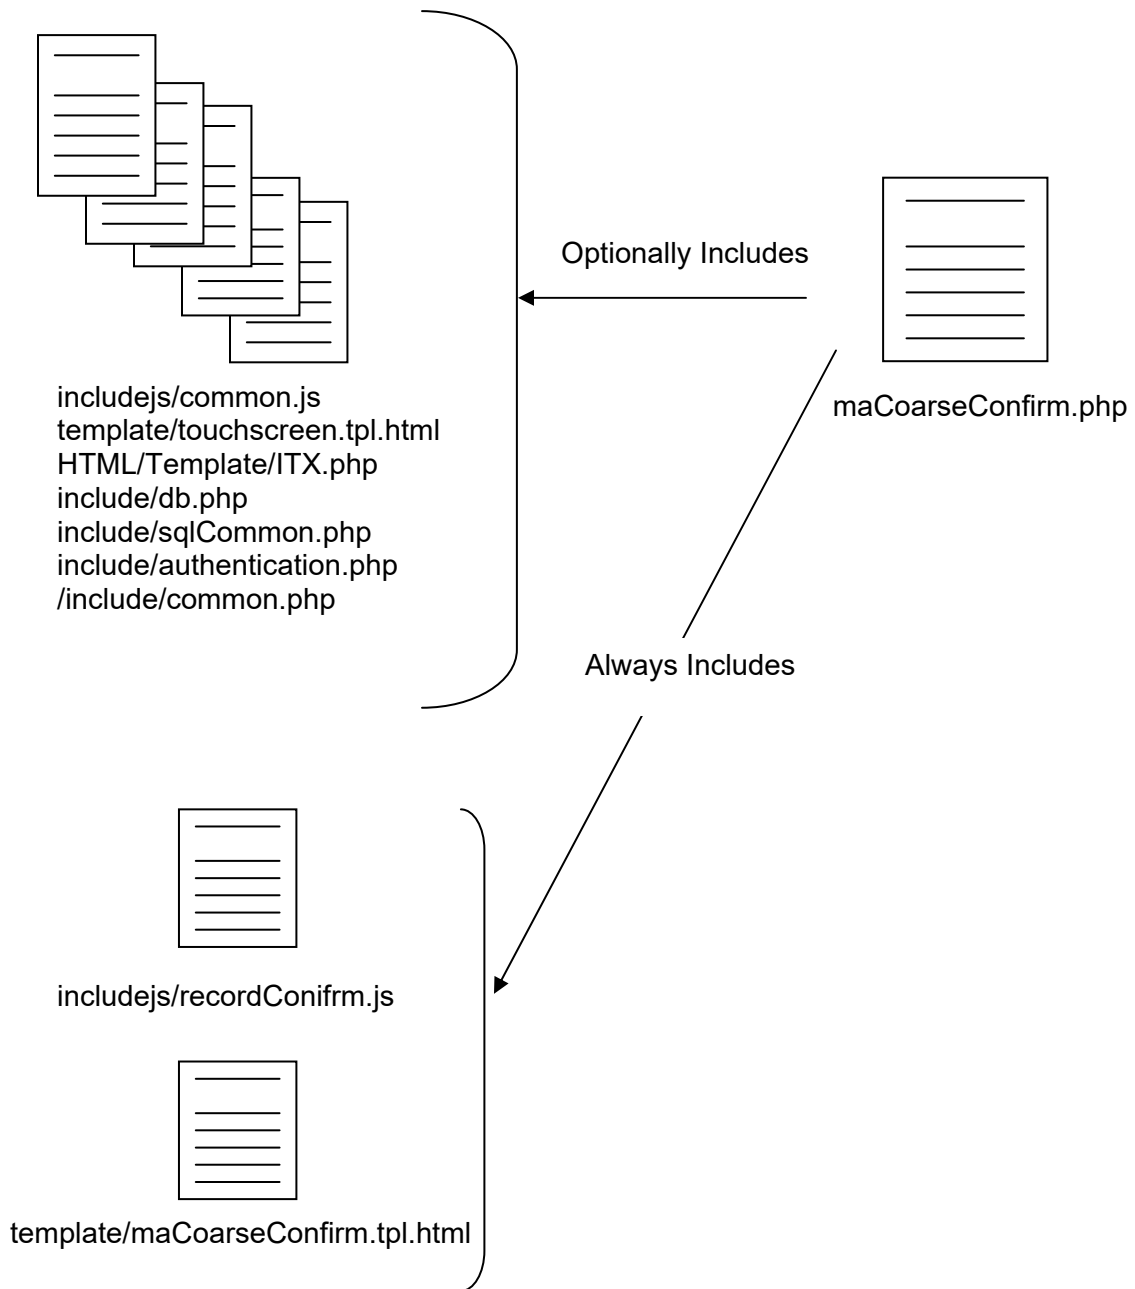 Optionally Includes
includejs/common.js
template/touchscreen.tpl.html
HTML/Template/ITX.php
include/db.php
include/sqlCommon.php
include/authentication.php
/include/common.php
maCoarseConfirm.php
Always Includes
includejs/recordConifrm.js
template/maCoarseConfirm.tpl.html